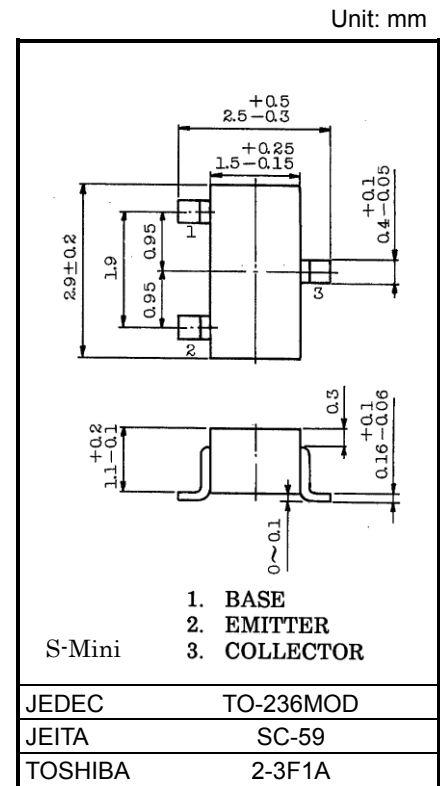 Unit: mm
+0.5
2.5−0.3
+0.25
1.5−0.15
+0.1
0.4−0.05
2.9±0.2
1.9
0.95
0.95
1
2
3
+0.2
1.1−0.1
0.3
+0.1
0.16−0.06
0~0.1
1. BASE
2. EMITTER
S-Mini 3. COLLECTOR
JEDEC TO-236MOD
JEITA SC-59
TOSHIBA 2-3F1A